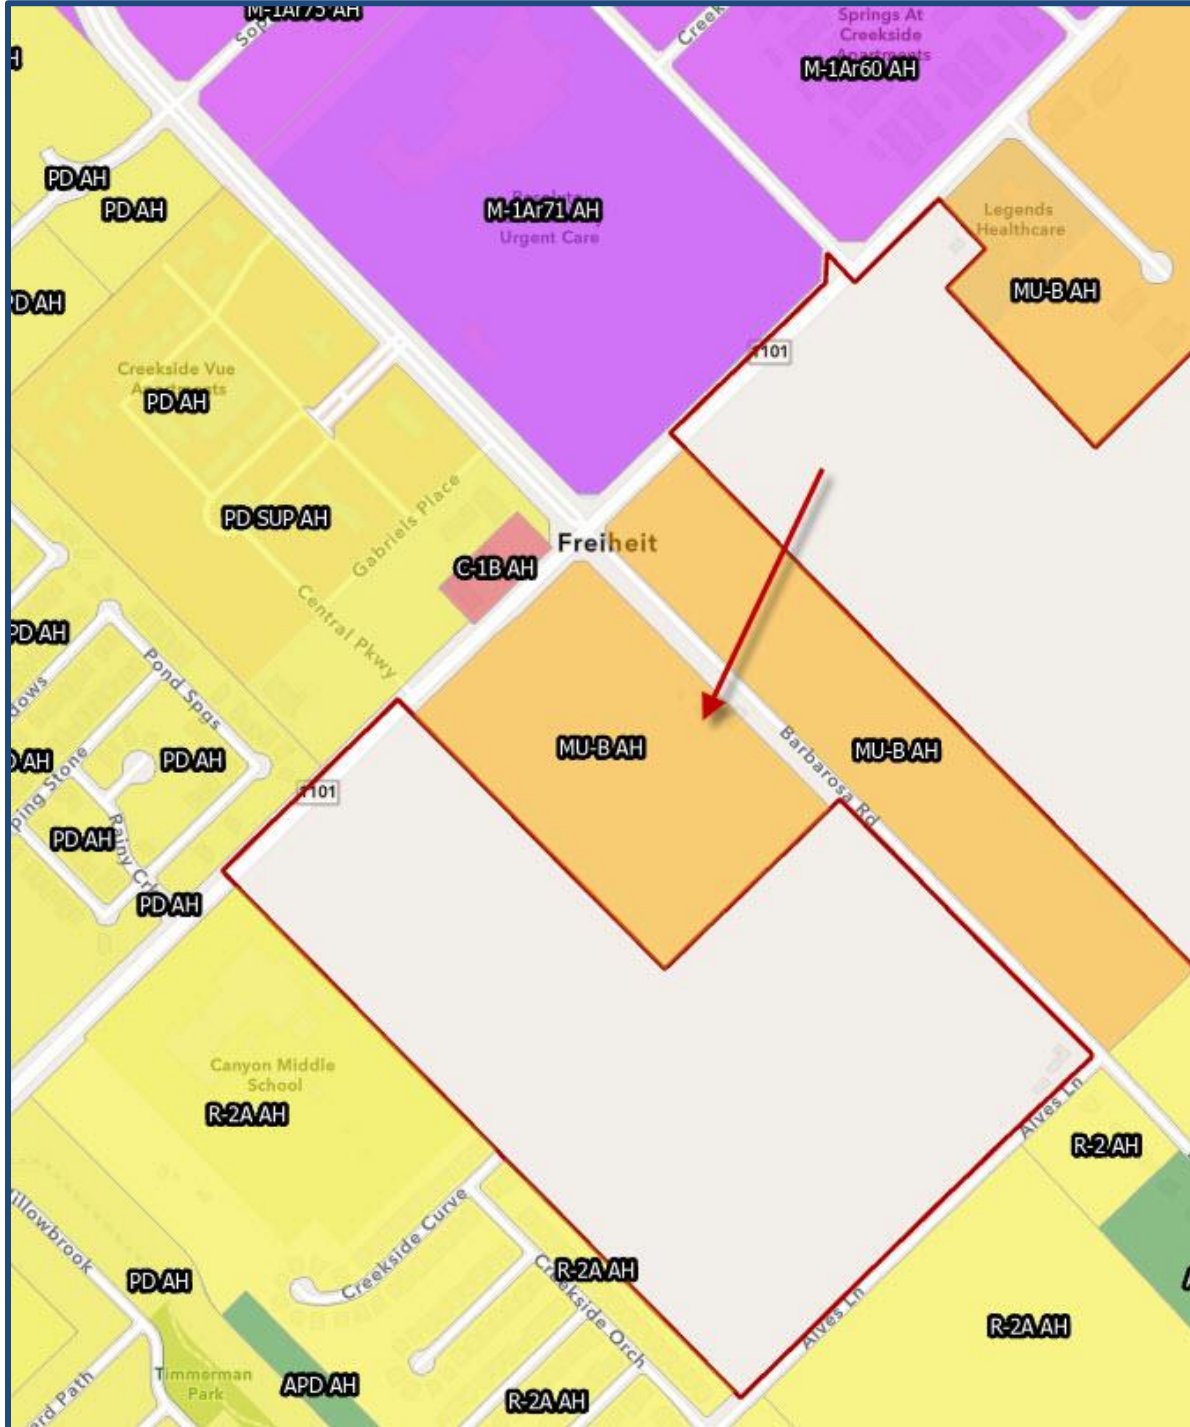 M-1Ar75 AH
Creek
Springs At
Creekside
Apartments
M-1Ar60 AH
PD AH
PD AH
M-1Ar71 AH
Urgent Care
Legends
Healthcare
MU-B AH
PD AH
1101
Creekside Vue
Apartments
PD AH
PD SUP AH
Gabriels Place
Freiheit
C-1B AH
Central Pkwy
PD AH
Pond Spgs
MU-B AH
Barbarosa Rd
MU-B AH
PD AH
1101
PD AH
PD AH
Canyon Middle
School
R-2A AH
Alves Ln
R-2 AH
Creekside Curve
PD AH
R-2A AH
Creekside Orch
Alves Ln
R-2A AH
Timmerman
Park
APD AH
R-2A AH